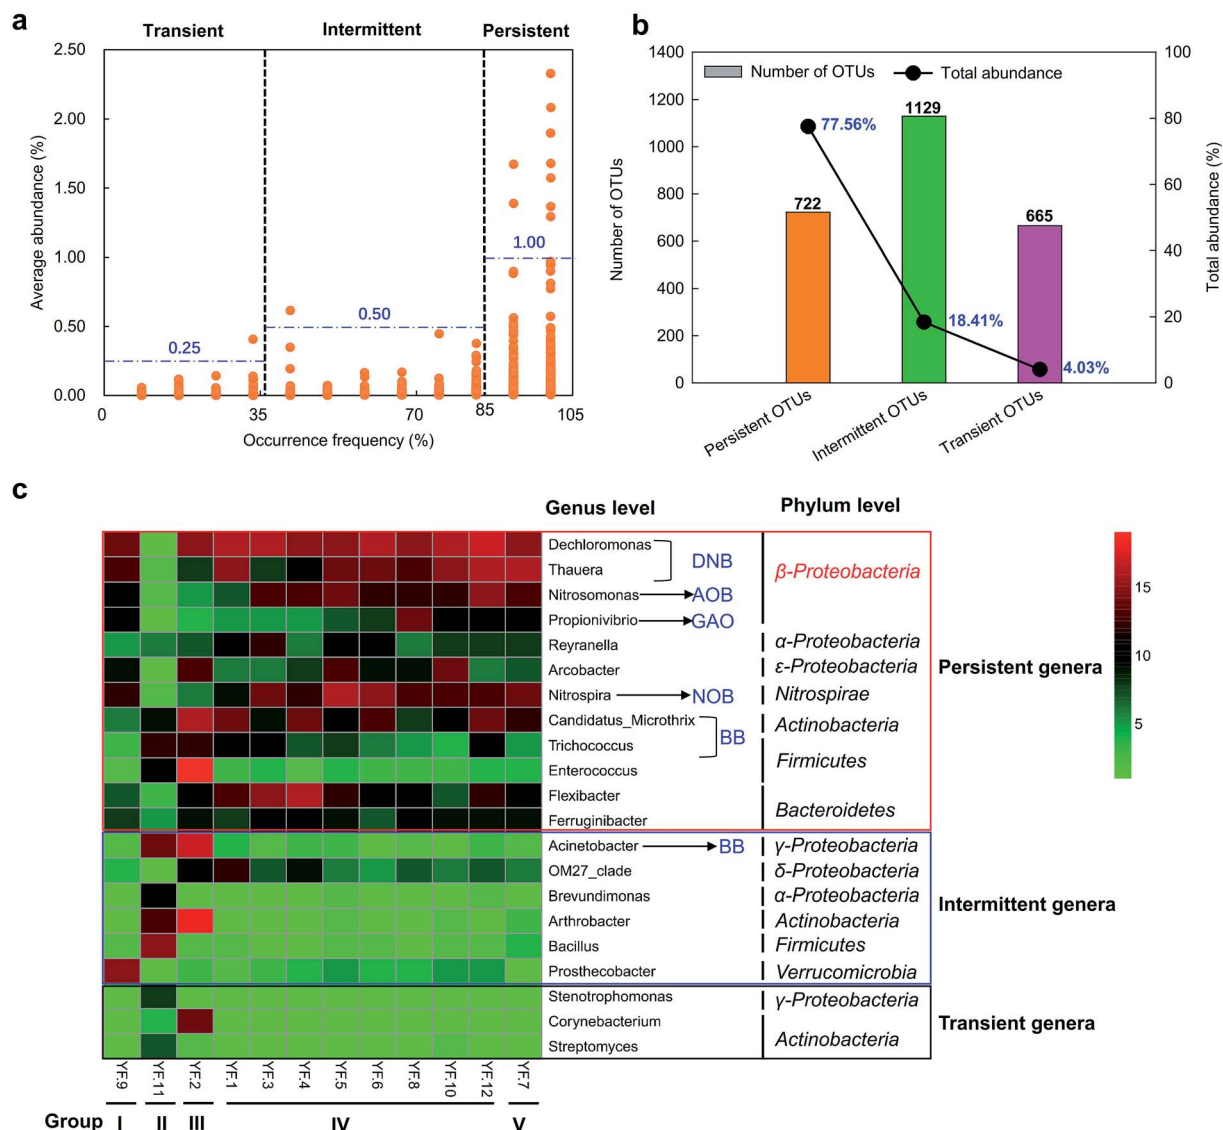 a
Transient Intermittent Persistent
2.50
2.00
1.50
1.00
0.50
0.00
Average abundance (%)
0.25
0.50
1.00
0 35 70 85 105
Occurrence frequency (%)
b
1400
1200
1000
800
600
400
200
0
Number of OTUs
Number of OTUs Total abundance
722
1129
665
77.56%
18.41%
4.03%
100
80
60
40
20
0
Total abundance (%)
Persistent OTUs
Intermittent OTUs
Transient OTUs
c
Genus level Phylum level
Dechloromonas
Thauera
DNB
Nitrosomonas AOB
Propionivibrio GAO
β-Proteobacteria
Reyranella α-Proteobacteria
Arcobacter ε-Proteobacteria
Nitrospira NOB Nitrospirae
Candidatus_Microthrix Actinobacteria
Trichococcus BB
Enterococcus Firmicutes
Flexibacter
Ferruginibacter
Bacteroidetes
Persistent genera
Acinetobacter BB γ-Proteobacteria
OM27_clade δ-Proteobacteria
Brevundimonas α-Proteobacteria
Arthrobacter Actinobacteria
Bacillus Firmicutes
Prosthecobacter Verrucomicrobia
Intermittent genera
Stenotrophomonas γ-Proteobacteria
Corynebacterium
Streptomyces
Actinobacteria
Transient genera
15
10
5
YF.9 YF.11 YF.2 YF.1 YF.3 YF.4 YF.5 YF.6 YF.8 YF.10 YF.12 YF.7
Group I II III IV V